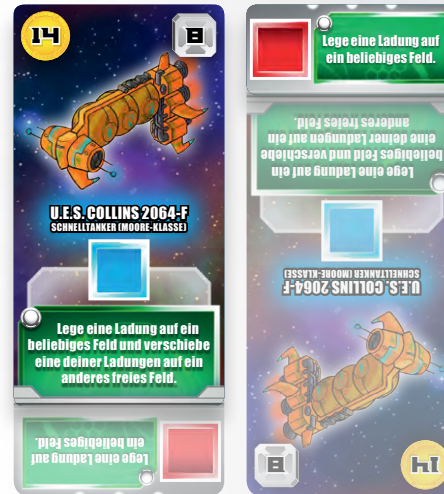 14
8
U.E.S. COLLINS 2064-F
SCHNELLTANKER (MOORE-KLASSE)
Lege eine Ladung auf ein
beliebiges Feld und verschiebe
eine deiner Ladungen auf ein
anderes freies Feld.
Lege eine Ladung auf
ein beliebiges Feld.
Lege eine Ladung auf
ein beliebiges Feld.
Lege eine Ladung auf ein
beliebiges Feld und verschiebe
eine deiner Ladungen auf ein
anderes freies Feld.
U.E.S. COLLINS 2064-F
SCHNELLTANKER (MOORE-KLASSE)
8
14